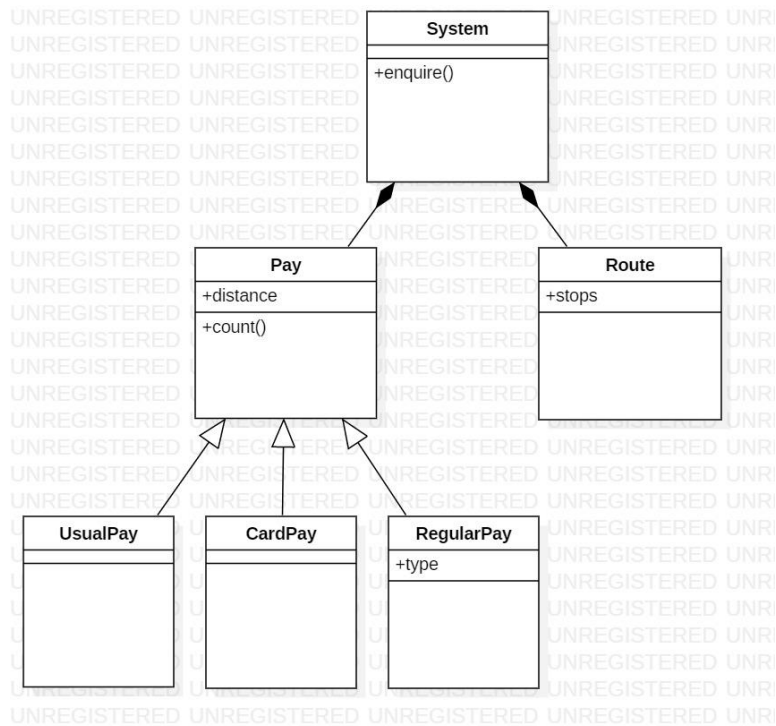 System
+enquire()
Pay
+distance
+count()
Route
+stops
UsualPay
CardPay
RegularPay
+type
UNREGISTERED